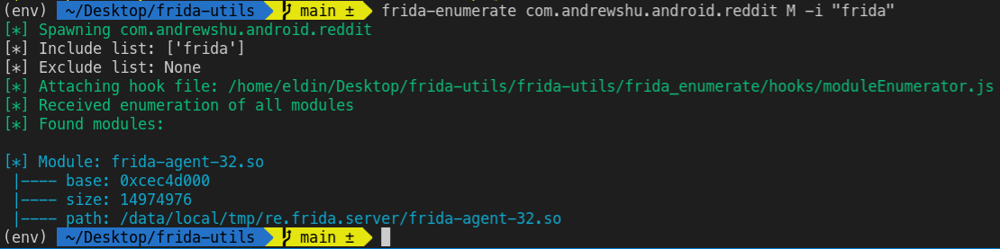 (env) ~/Desktop/frida-utils main ± frida-enumerate com.andrewshu.android.reddit M -i "frida"
[*] Spawning com.andrewshu.android.reddit
[*] Include list: ['frida']
[*] Exclude list: None
[*] Attaching hook file: /home/eldin/Desktop/frida-utils/frida-utils/frida_enumerate/hooks/moduleEnumerator.js
[*] Received enumeration of all modules
[*] Found modules:
[*] Module: frida-agent-32.so
|---- base: 0xcec4d000
|---- size: 14974976
|---- path: /data/local/tmp/re.frida.server/frida-agent-32.so
(env) ~/Desktop/frida-utils main ±